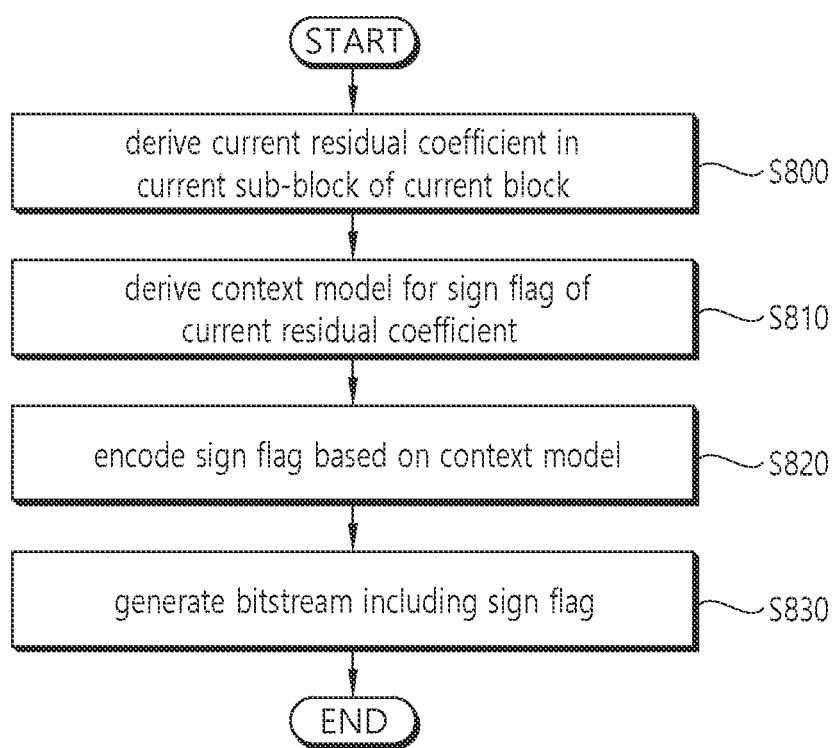 START
derive current residual coefficient in
current sub-block of current block
S800
derive context model for sign flag of
current residual coefficient
S810
encode sign flag based on context model
S820
generate bitstream including sign flag
S830
END